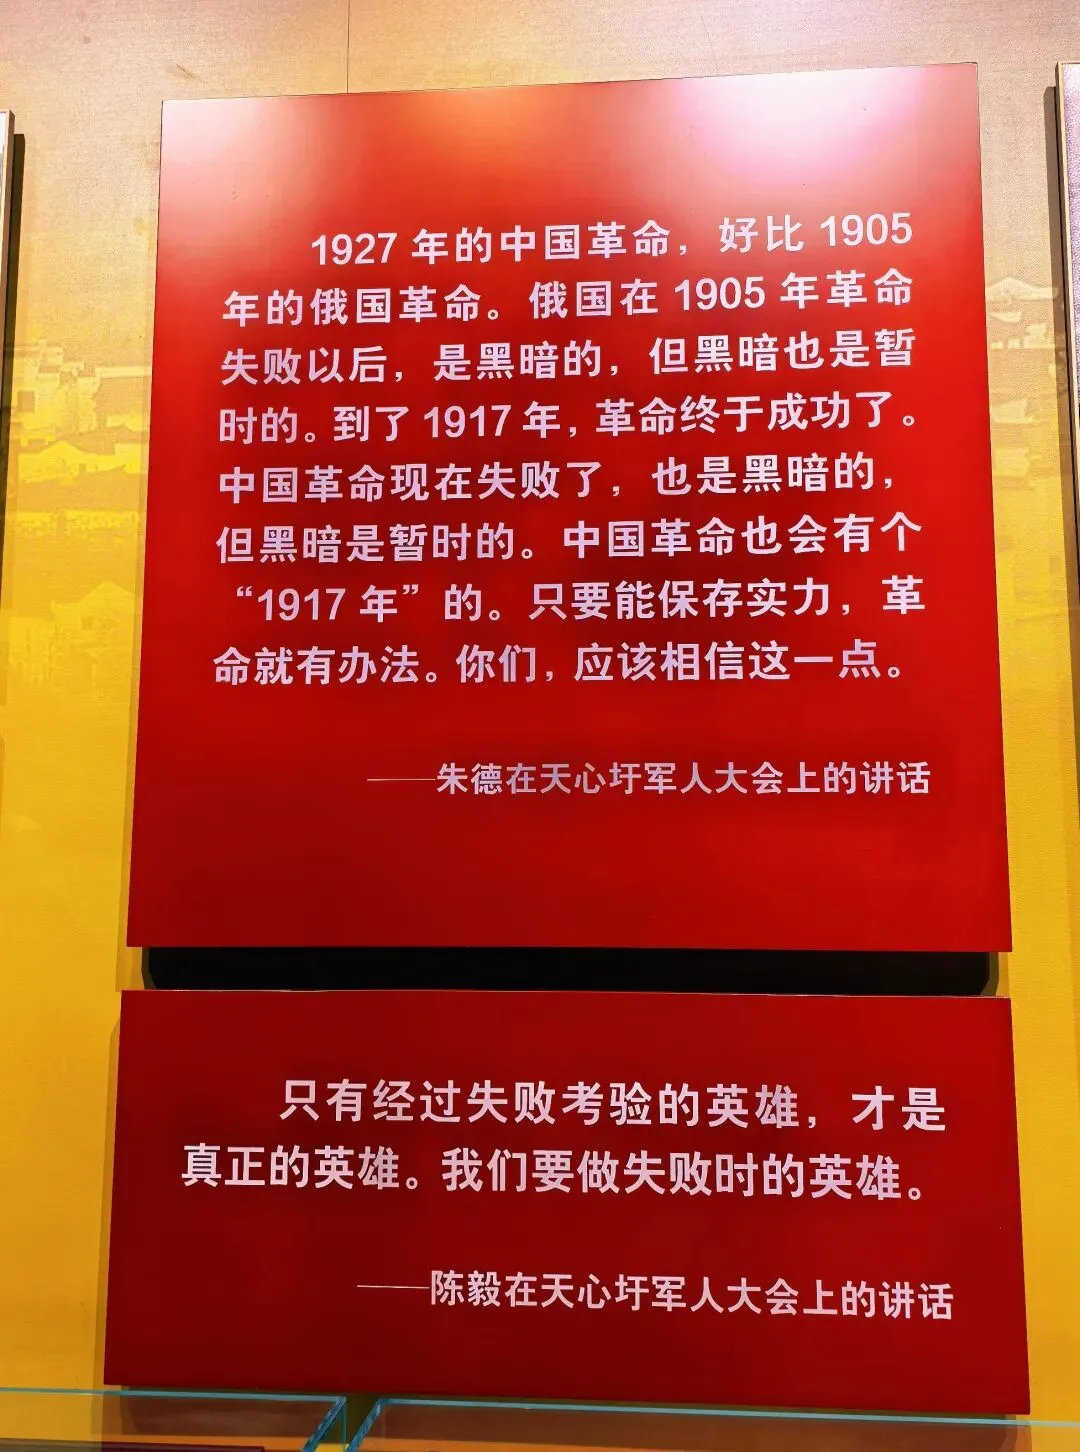 1927 年的中国革命，好比 1905
年的俄国革命。俄国在 1905 年革命
失败以后，是黑暗的，但黑暗也是暂
时的。到了 1917 年，革命终于成功了。
中国革命现在失败了，也是黑暗的，
但黑暗是暂时的。中国革命也会有个
“1917 年”的。只要能保存实力，革
命就有办法。你们，应该相信这一点。
——朱德在天心圩军人大会上的讲话
只有经过失败考验的英雄，才是
真正的英雄。我们要做失败时的英雄。
——陈毅在天心圩军人大会上的讲话